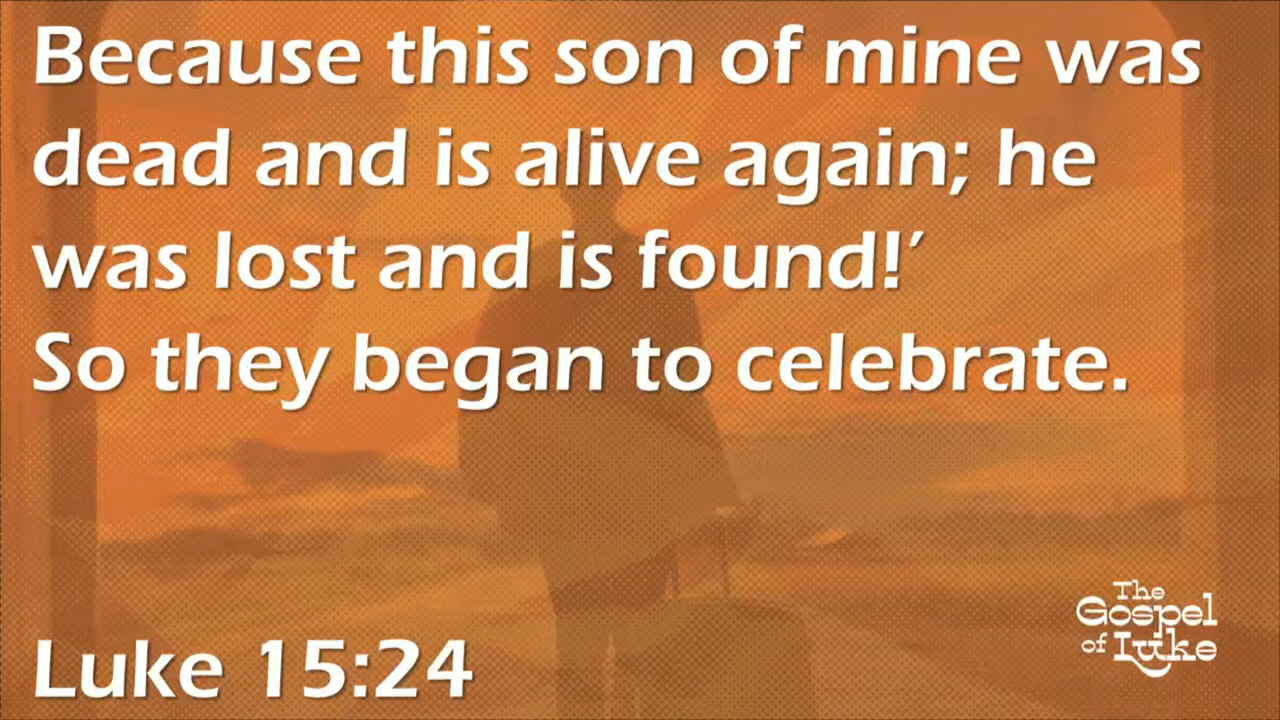 Because this son of mine was
dead and is alive again; he
was lost and is found!’
So they began to celebrate.
The
Gospel
of Luke
Luke 15:24